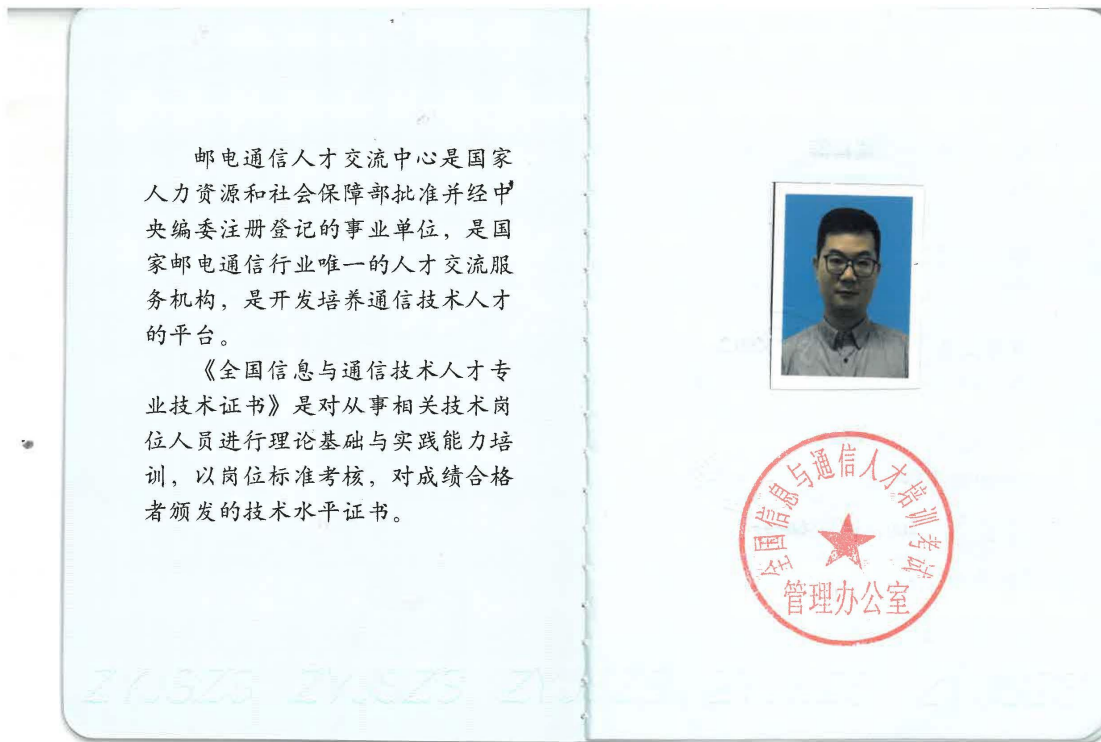 邮电通信人才交流中心是国家
人力资源和社会保障部批准并经中
央编委注册登记的事业单位，是国
家邮电通信行业唯一的人才交流服
务机构，是开发培养通信技术人才
的平台。
《全国信息与通信技术人才专
业技术证书》是对从事相关技术岗
位人员进行理论基础与实践能力培
训，以岗位标准考核，对成绩合格
者颁发的技术水平证书。
全国信息与通信人才培训考试
管理办公室
ZYJSZS ZYJSZS